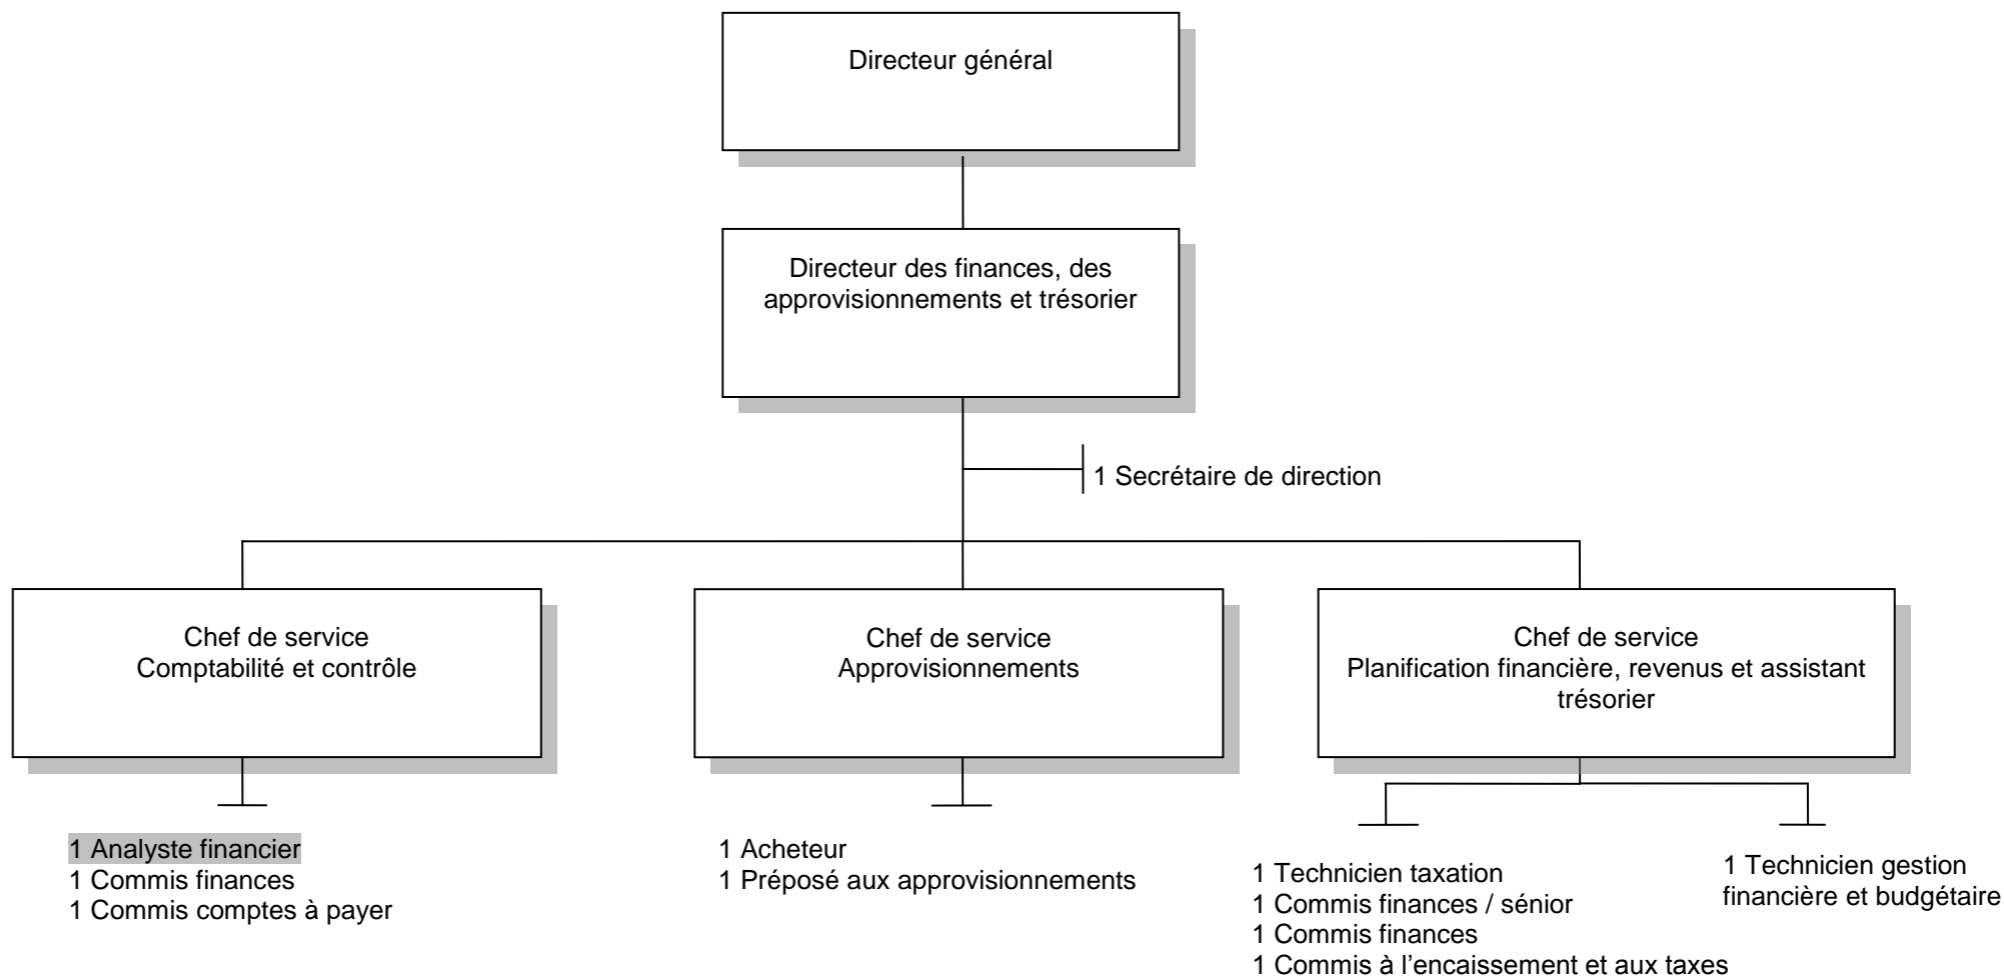 Directeur général
Directeur des finances, des
approvisionnements et trésorier
1 Secrétaire de direction
Chef de service
Comptabilité et contrôle
Chef de service
Approvisionnements
Chef de service
Planification financière, revenus et assistant
trésorier
1 Analyste financier
1 Commis finances
1 Commis comptes à payer
1 Acheteur
1 Préposé aux approvisionnements
1 Technicien taxation
1 Commis finances / sénior
1 Commis finances
1 Commis à l'encaissement et aux taxes
1 Technicien gestion
financière et budgétaire